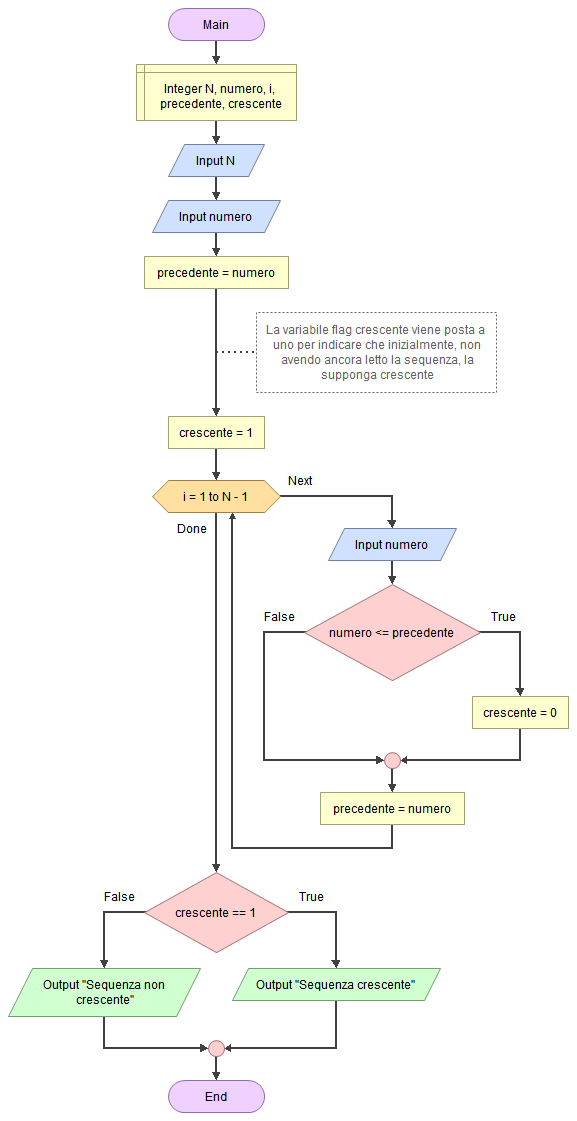 Main
Integer N, numero, i,
precedente, crescente
Input N
Input numero
precedente = numero
La variabile flag crescente viene posta a
uno per indicare che inizialmente, non
avendo ancora letto la sequenza, la
supponga crescente
crescente = 1
i = 1 to N - 1
Next
Done
Input numero
False
numero <= precedente
True
crescente = 0
precedente = numero
False
crescente == 1
True
Output "Sequenza non
crescente"
Output "Sequenza crescente"
End